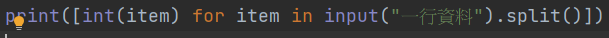 print([int(item) for item in input("一行資料").split()])